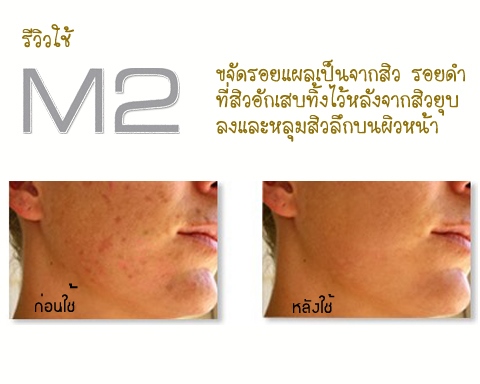 รีวิวใช้
M2
ขจัดรอยแผลเป็นจากสิว รอยดำ
ที่สิวอักเสบทิ้งไว้หลังจากสิวยุบ
ลงและหลุมสิวลึกบนผิวหน้า
ก่อนใช้
หลังใช้